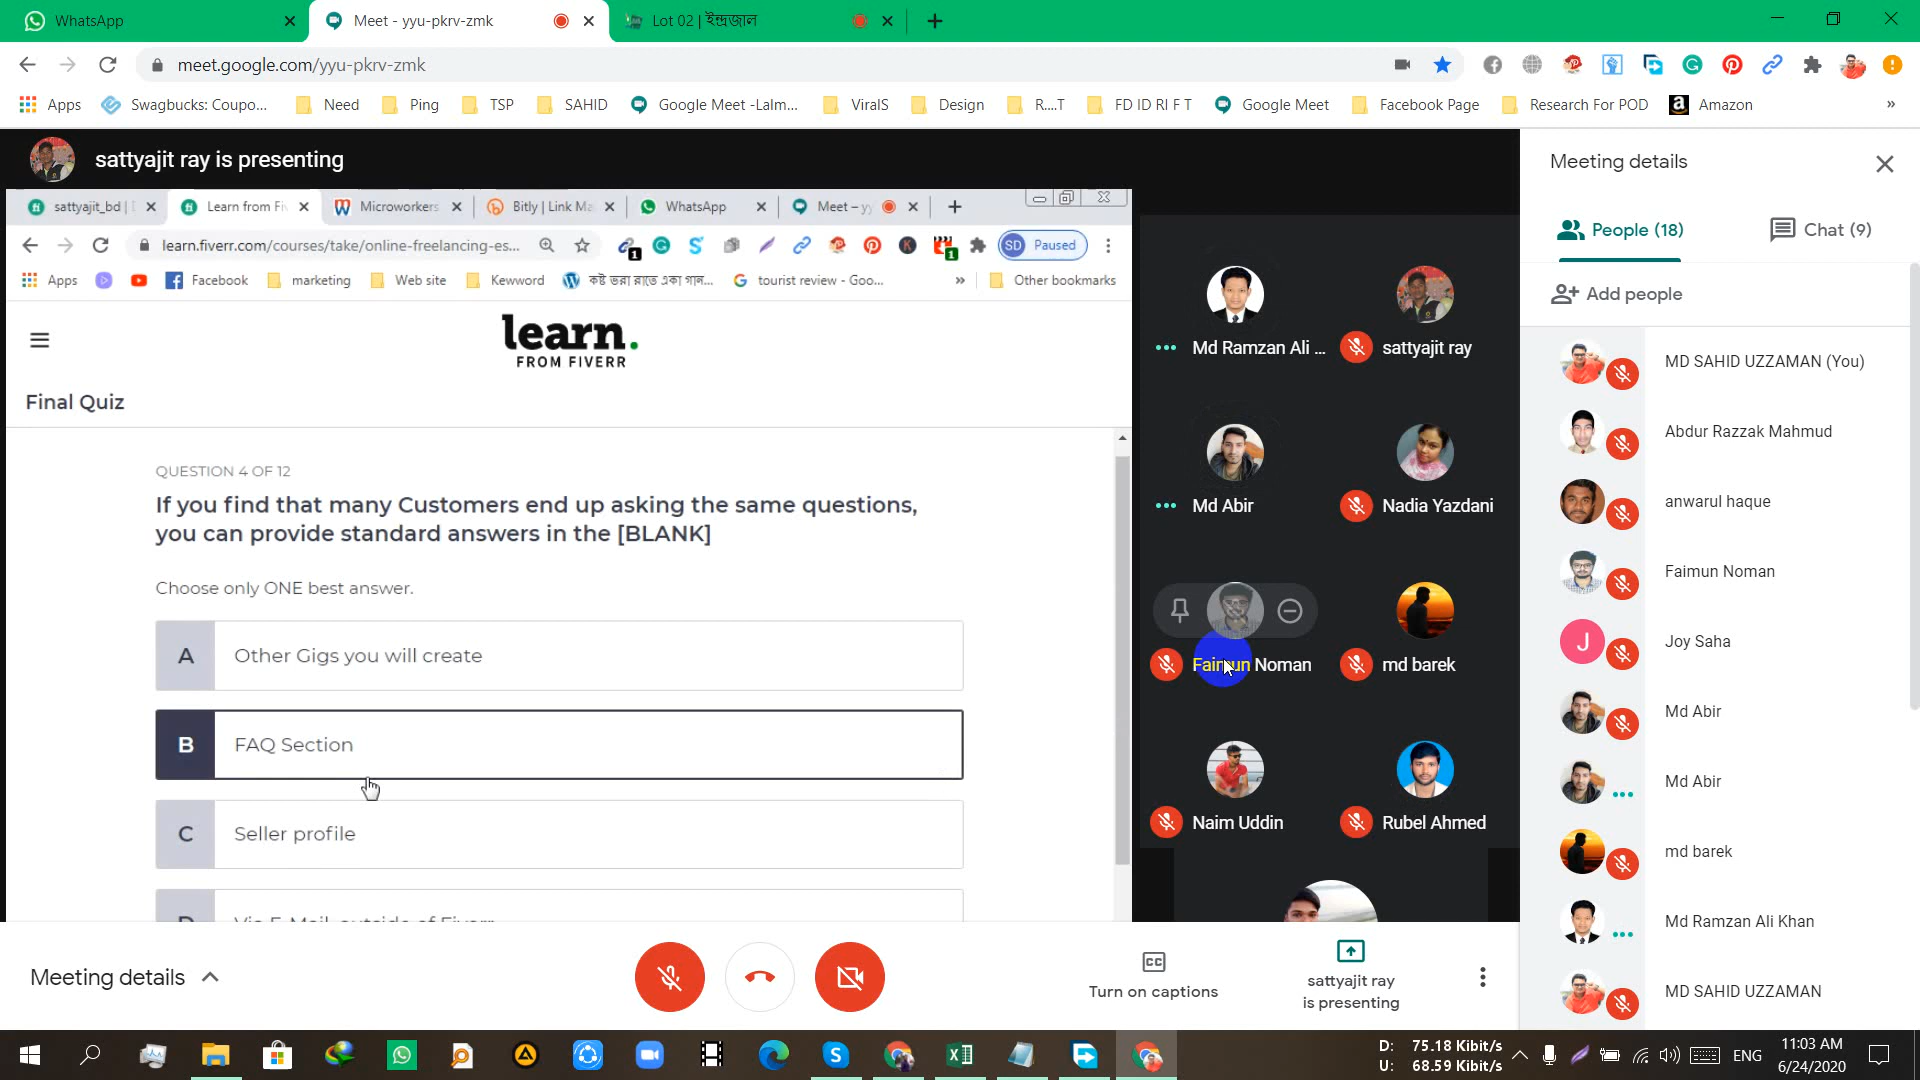 WhatsApp
Meet - yyu-pkrv-zmk
Lot 02 | ইন্দ্রজাল
meet.google.com/yyu-pkrv-zmk
Apps
Swagbucks: Coupo...
Need
Ping
TSP
SAHID
Google Meet -Lalm...
ViralS
Design
R....T
FD ID RI F T
Google Meet
Facebook Page
Research For POD
Amazon
»
sattyajit ray is presenting
sattyajit_bd |
Learn from Fi
Microworkers
Bitly | Link Ma
WhatsApp
Meet – yy
learn.fiverr.com/courses/take/online-freelancing-es...
SD Paused
Apps
Facebook
marketing
Web site
Kewword
কষ্ট ভরা রাতে একা গান...
tourist review - Goo...
»
Other bookmarks
learn.
FROM FIVERR
Final Quiz
QUESTION 4 OF 12
If you find that many Customers end up asking the same questions,
you can provide standard answers in the [BLANK]
Choose only ONE best answer.
A Other Gigs you will create
B FAQ Section
C Seller profile
Md Ramzan Ali ...
sattyajit ray
Md Abir
Nadia Yazdani
Faimun Noman
md barek
Naim Uddin
Rubel Ahmed
Meeting details
People (18)
Chat (9)
Add people
MD SAHID UZZAMAN (You)
Abdur Razzak Mahmud
anwarul haque
Faimun Noman
J Joy Saha
Md Abir
Md Abir
md barek
Md Ramzan Ali Khan
MD SAHID UZZAMAN
Meeting details
CC
Turn on captions
sattyajit ray
is presenting
D: 75.18 Kibit/s
U: 68.59 Kibit/s
ENG
11:03 AM
6/24/2020